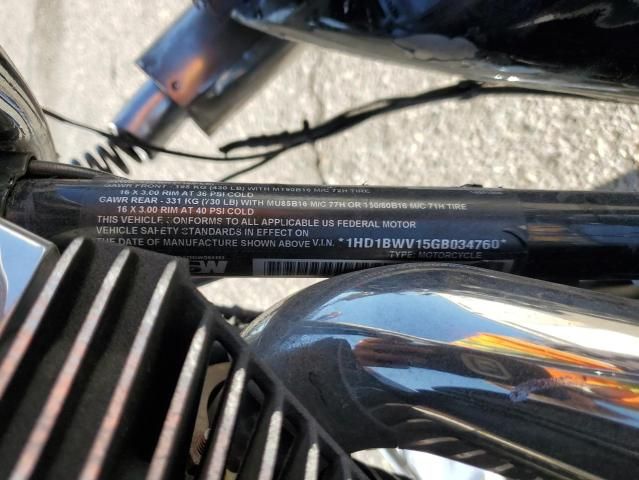 GAWR FRONT - 195 KG (430 LB) WITH MT90B16 M/C 72H TIRE
16 X 3.00 RIM AT 36 PSI COLD
GAWR REAR - 331 KG (730 LB) WITH MU85B16 M/C 77H OR 150/80B16 M/C 71H TIRE
16 X 3.00 RIM AT 40 PSI COLD
THIS VEHICLE CONFORMS TO ALL APPLICABLE US FEDERAL MOTOR
VEHICLE SAFETY STANDARDS IN EFFECT ON
THE DATE OF MANUFACTURE SHOWN ABOVE V.I.N. *1HD1BWV15GB034760*
TYPE: MOTORCYCLE